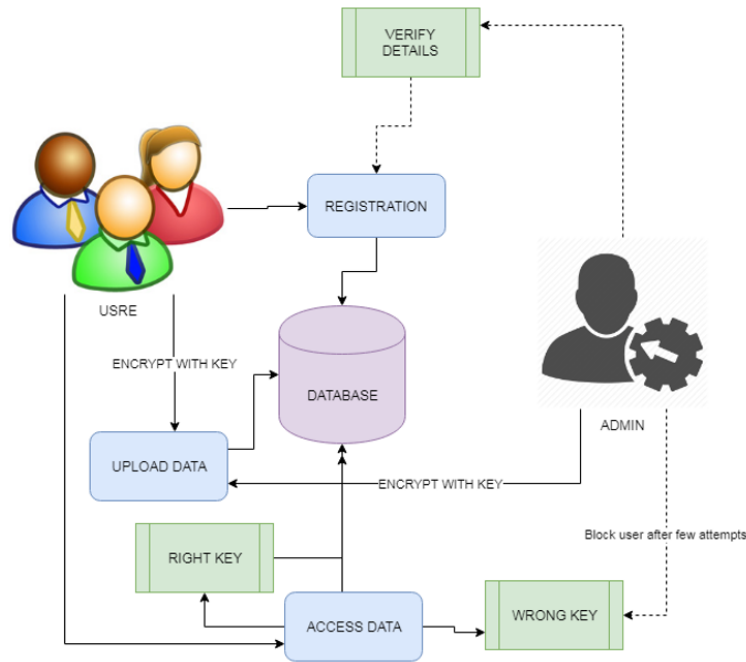 VERIFY
DETAILS
REGISTRATION
USRE
ENCRYPT WITH KEY
DATABASE
ADMIN
UPLOAD DATA
ENCRYPT WITH KEY
Block user after few attempts
RIGHT KEY
WRONG KEY
ACCESS DATA